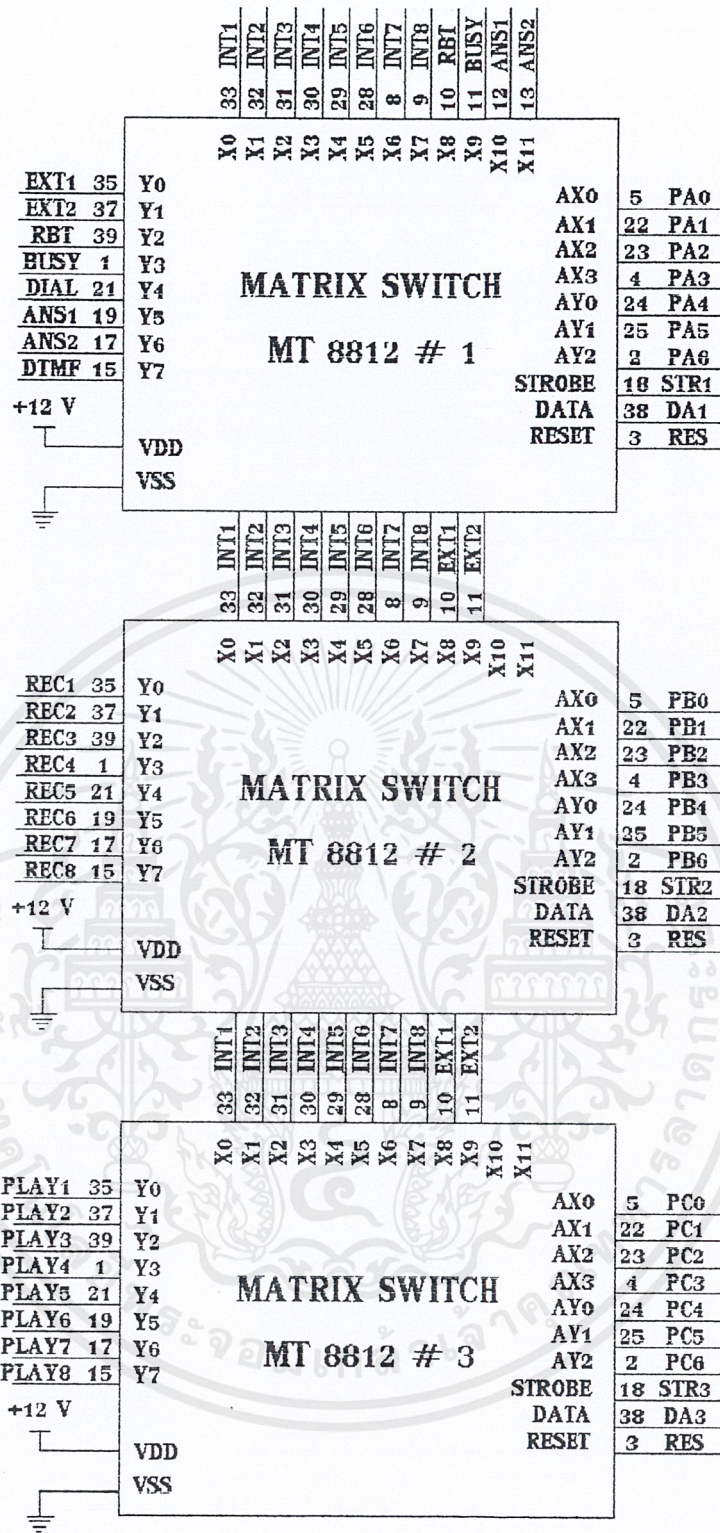 33 INT1
32 INT2
31 INT3
30 INT4
29 INT5
28 INT6
8 INT7
9 INT8
10 RBT
11 BUSY
12 ANS1
13 ANS2
X0 X1 X2 X3 X4 X5 X6 X7 X8 X9 X10 X11
EXT1 35 Y0
EXT2 37 Y1
RBT 39 Y2
BUSY 1 Y3
DIAL 21 Y4
ANS1 19 Y5
ANS2 17 Y6
DTMF 15 Y7
+12 V
VDD
VSS
MATRIX SWITCH
MT 8812 # 1
AX0 5 PA0
AX1 22 PA1
AX2 23 PA2
AX3 4 PA3
AY0 24 PA4
AY1 25 PA5
AY2 2 PA6
STROBE 18 STR1
DATA 38 DA1
RESET 3 RES
33 INT1
32 INT2
31 INT3
30 INT4
29 INT5
28 INT6
8 INT7
9 INT8
10 EXT1
11 EXT2
X0 X1 X2 X3 X4 X5 X6 X7 X8 X9 X10 X11
REC1 35 Y0
REC2 37 Y1
REC3 39 Y2
REC4 1 Y3
REC5 21 Y4
REC6 19 Y5
REC7 17 Y6
REC8 15 Y7
+12 V
VDD
VSS
MATRIX SWITCH
MT 8812 # 2
AX0 5 PB0
AX1 22 PB1
AX2 23 PB2
AX3 4 PB3
AY0 24 PB4
AY1 25 PB5
AY2 2 PB6
STROBE 18 STR2
DATA 38 DA2
RESET 3 RES
33 INT1
32 INT2
31 INT3
30 INT4
29 INT5
28 INT6
8 INT7
9 INT8
10 EXT1
11 EXT2
X0 X1 X2 X3 X4 X5 X6 X7 X8 X9 X10 X11
PLAY1 35 Y0
PLAY2 37 Y1
PLAY3 39 Y2
PLAY4 1 Y3
PLAY5 21 Y4
PLAY6 19 Y5
PLAY7 17 Y6
PLAY8 15 Y7
+12 V
VDD
VSS
MATRIX SWITCH
MT 8812 # 3
AX0 5 PC0
AX1 22 PC1
AX2 23 PC2
AX3 4 PC3
AY0 24 PC4
AY1 25 PC5
AY2 2 PC6
STROBE 18 STR3
DATA 38 DA3
RESET 3 RES